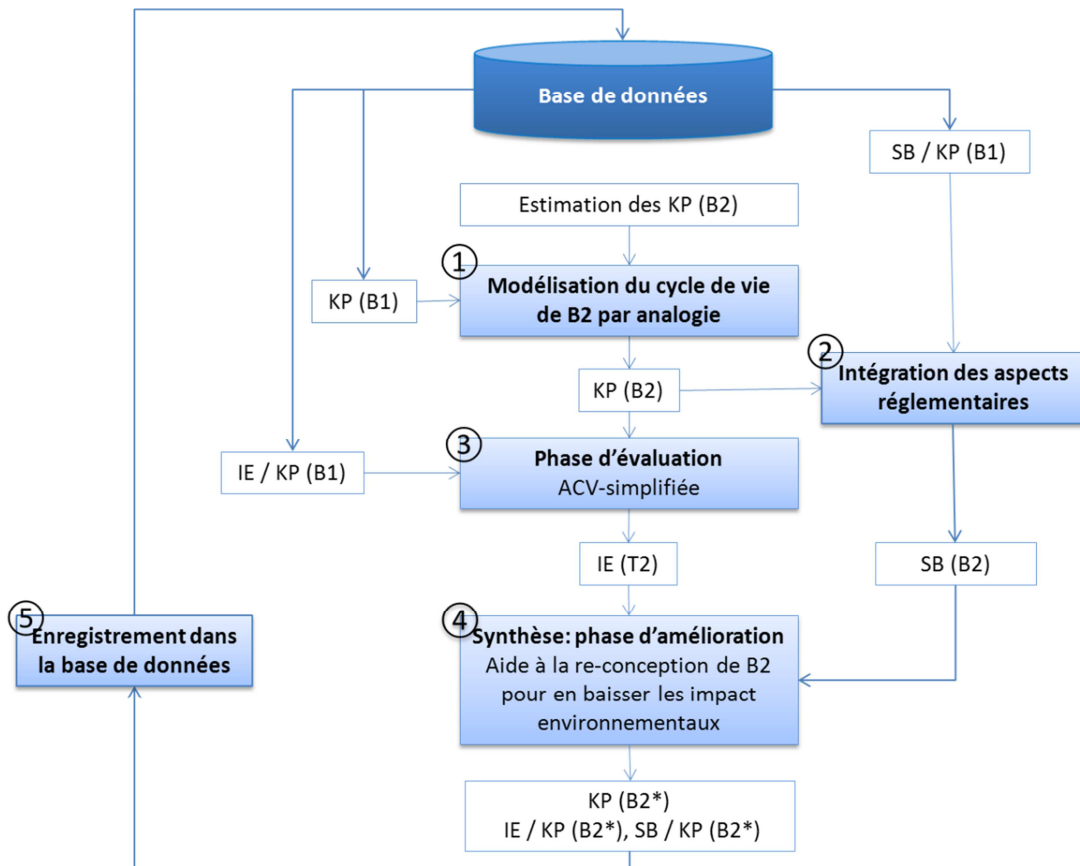 Base de données
SB / KP (B1)
Estimation des KP (B2)
1
Modélisation du cycle de vie
de B2 par analogie
KP (B1)
2
Intégration des aspects
réglementaires
KP (B2)
3
Phase d'évaluation
ACV-simplifiée
IE / KP (B1)
IE (T2)
SB (B2)
5
Enregistrement dans
la base de données
4
Synthèse: phase d'amélioration
Aide à la re-conception de B2
pour en baisser les impact
environnementaux
KP (B2*)
IE / KP (B2*), SB / KP (B2*)